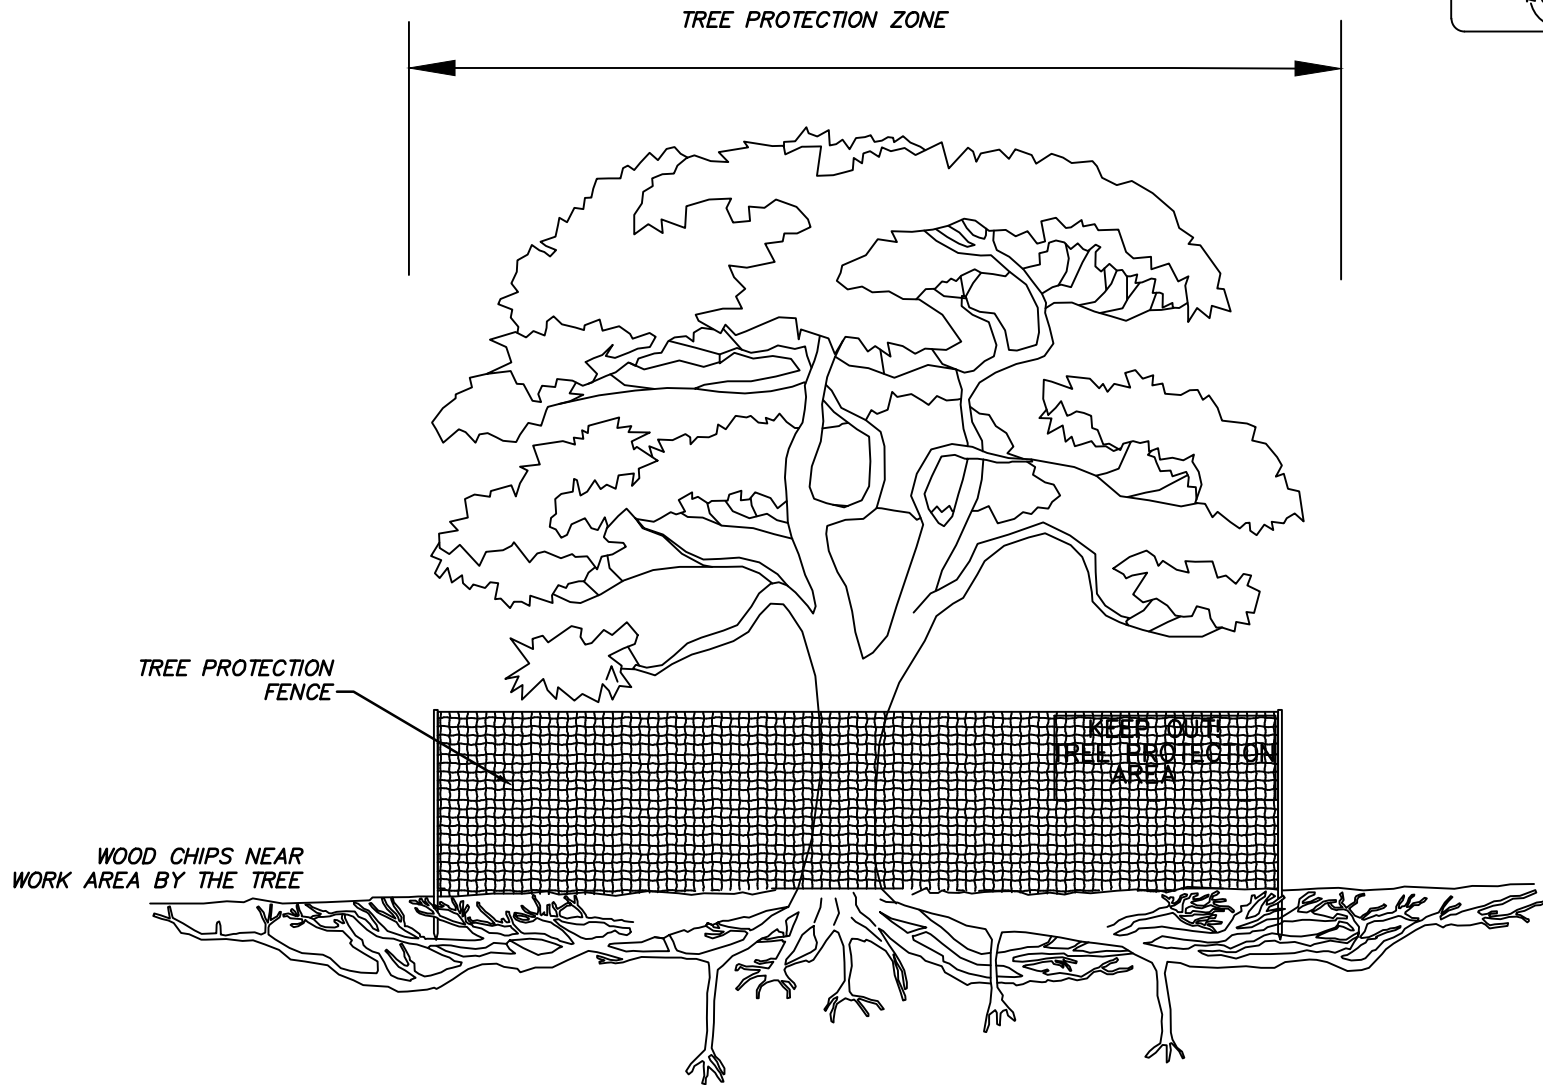 TREE PROTECTION ZONE
TREE PROTECTION
FENCE
KEEP OUT!
TREE PROTECTION
AREA
WOOD CHIPS NEAR
WORK AREA BY THE TREE